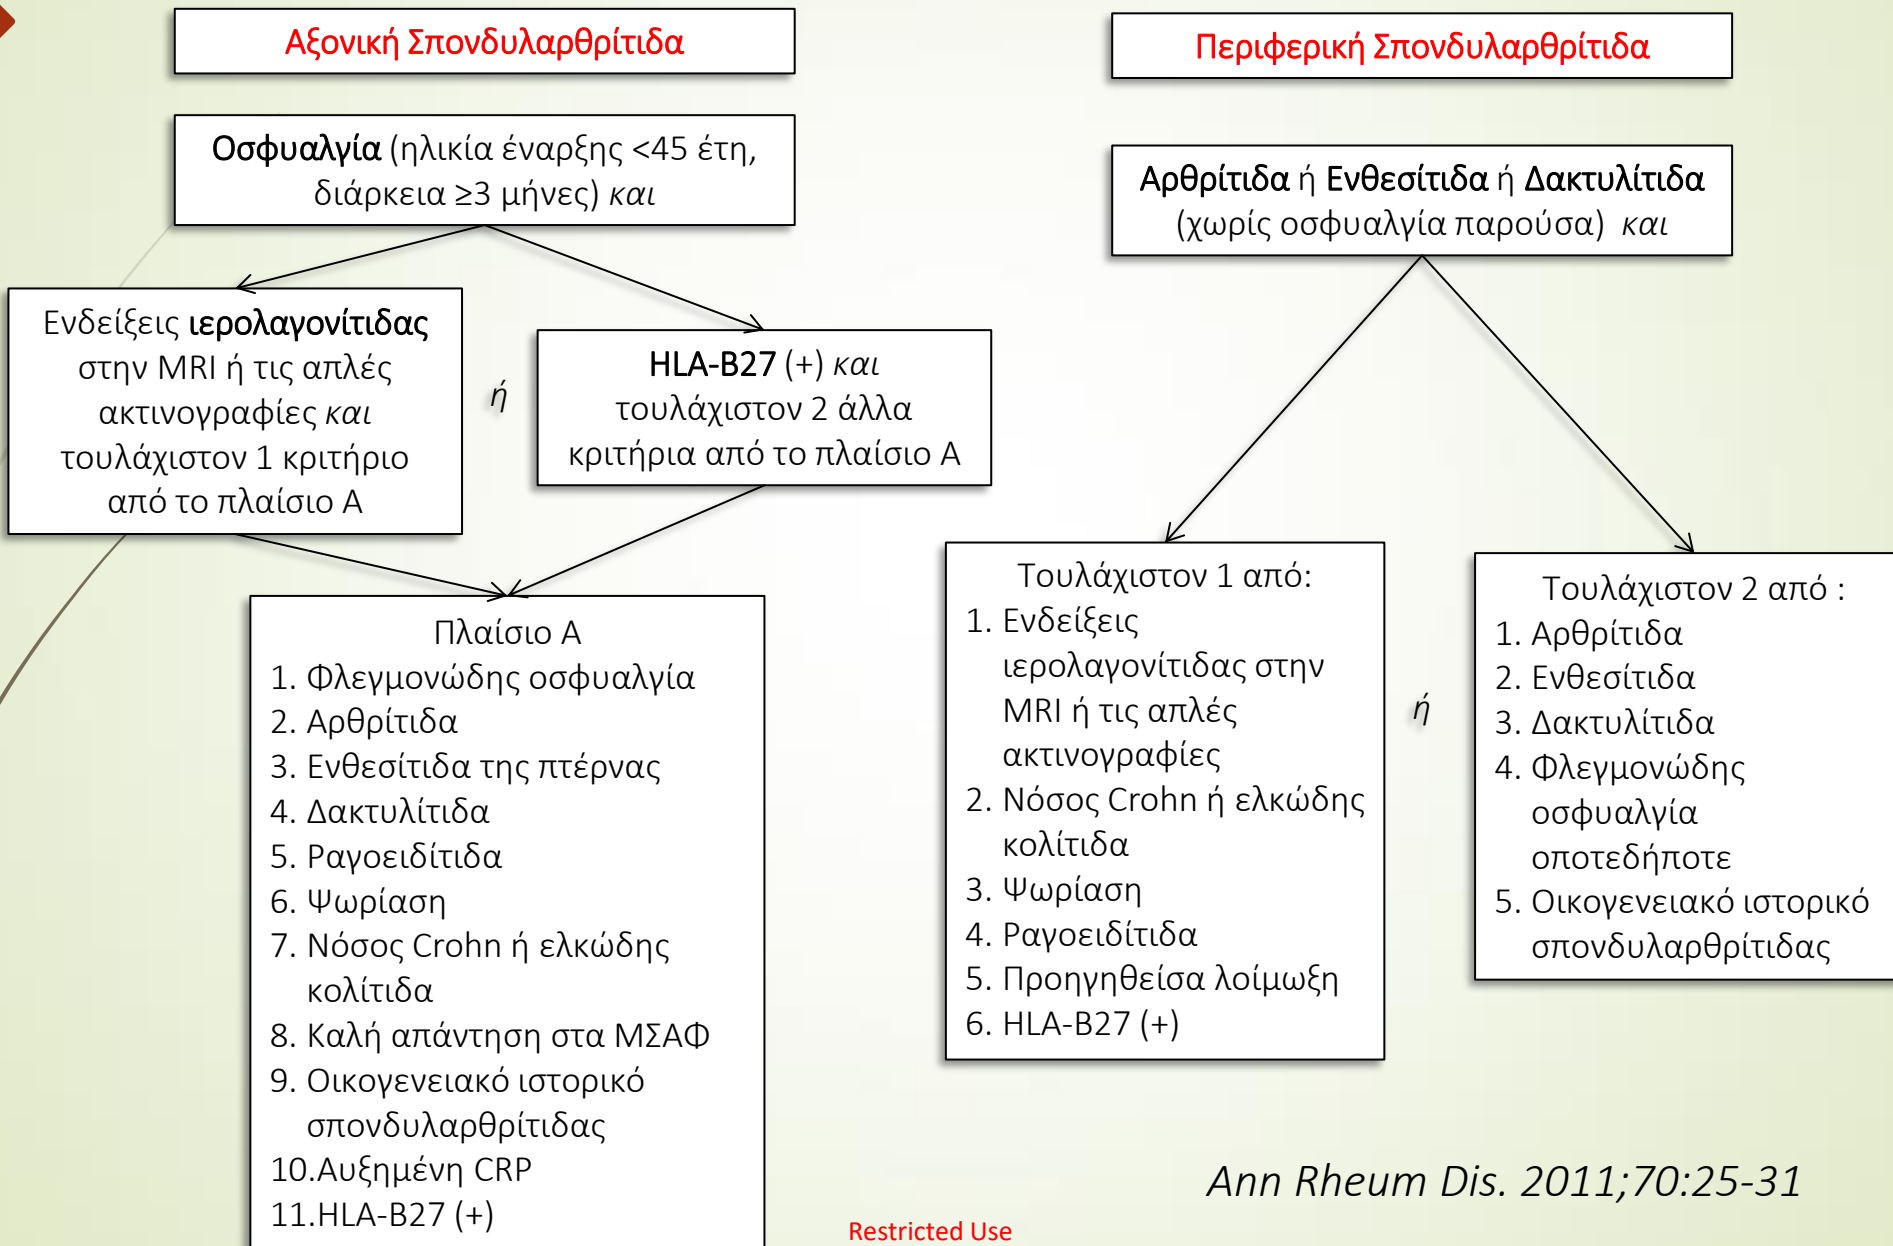 Αξονική Σπονδυλαρθρίτιδα
Οσφυαλγία (ηλικία έναρξης <45 έτη,
διάρκεια ≥3 μήνες) και
Ενδείξεις ιερολαγονίτιδας
στην MRI ή τις απλές
ακτινογραφίες και
τουλάχιστον 1 κριτήριο
από το πλαίσιο Α
ή
HLA-B27 (+) και
τουλάχιστον 2 άλλα
κριτήρια από το πλαίσιο Α
Πλαίσιο Α
1. Φλεγμονώδης οσφυαλγία
2. Αρθρίτιδα
3. Ενθεσίτιδα της πτέρνας
4. Δακτυλίτιδα
5. Ραγοειδίτιδα
6. Ψωρίαση
7. Νόσος Crohn ή ελκώδης
κολίτιδα
8. Καλή απάντηση στα ΜΣΑΦ
9. Οικογενειακό ιστορικό
σπονδυλαρθρίτιδας
10.Αυξημένη CRP
11.HLA-B27 (+)
Περιφερική Σπονδυλαρθρίτιδα
Αρθρίτιδα ή Ενθεσίτιδα ή Δακτυλίτιδα
(χωρίς οσφυαλγία παρούσα) και
Τουλάχιστον 1 από:
1. Ενδείξεις
ιερολαγονίτιδας στην
MRI ή τις απλές
ακτινογραφίες
2. Νόσος Crohn ή ελκώδης
κολίτιδα
3. Ψωρίαση
4. Ραγοειδίτιδα
5. Προηγηθείσα λοίμωξη
6. HLA-B27 (+)
ή
Τουλάχιστον 2 από :
1. Αρθρίτιδα
2. Ενθεσίτιδα
3. Δακτυλίτιδα
4. Φλεγμονώδης
οσφυαλγία
οποτεδήποτε
5. Οικογενειακό ιστορικό
σπονδυλαρθρίτιδας
Ann Rheum Dis. 2011;70:25-31
Restricted Use